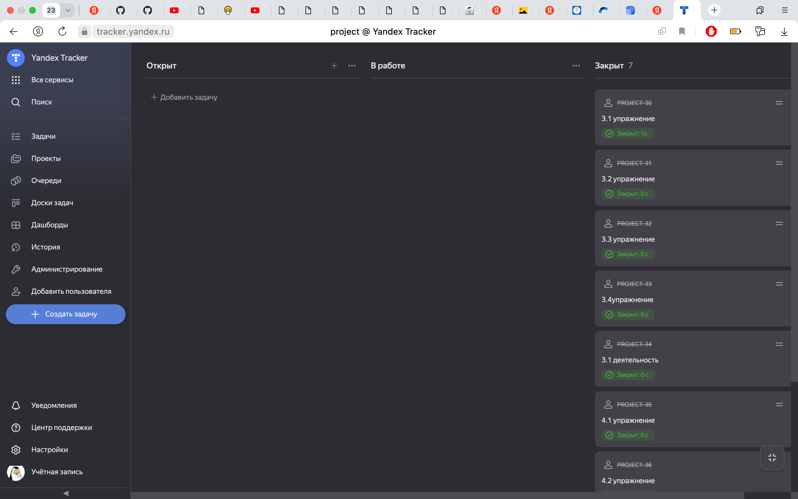 23
tracker.yandex.ru
project @ Yandex Tracker
Yandex Tracker
Все сервисы
Поиск
Задачи
Проекты
Очереди
Доски задач
Дашборды
История
Администрирование
Добавить пользователя
Создать задачу
Уведомления
Центр поддержки
Настройки
Учётная запись
Открыт
Добавить задачу
В работе
Закрыт 7
PROJECT-30
3.1 упражнение
Закрыт: 1 с
PROJECT-31
3.2 упражнение
Закрыт: 0 с
PROJECT-32
3.3 упражнение
Закрыт: 0 с
PROJECT-33
3.4упражнение
Закрыт: 0 с
PROJECT-34
3.1 деятельность
Закрыт: 0 с
PROJECT-35
4.1 упражнение
Закрыт: 0 с
PROJECT-36
4.2 упражнение